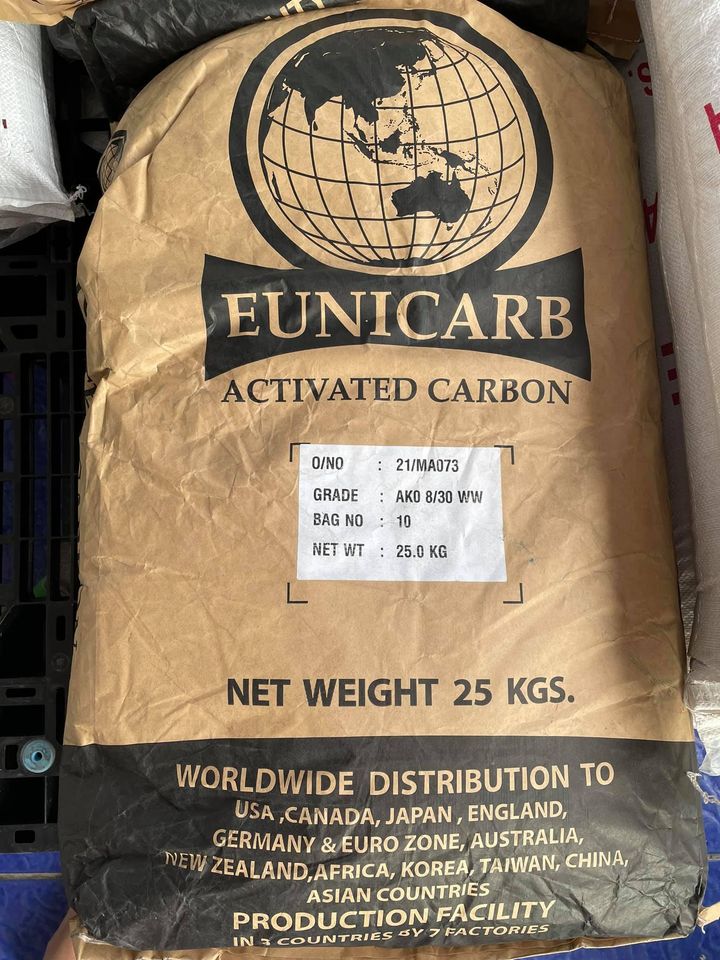 EUNICARB
ACTIVATED CARBON
O/NO : 21/MA073
GRADE : AKO 8/30 WW
BAG NO : 10
NET WT : 25.0 KG
NET WEIGHT 25 KGS.
WORLDWIDE DISTRIBUTION TO
USA ,CANADA, JAPAN , ENGLAND,
GERMANY & EURO ZONE, AUSTRALIA,
NEW ZEALAND,AFRICA, KOREA, TAIWAN, CHINA,
ASIAN COUNTRIES
PRODUCTION FACILITY
IN 3 COUNTRIES BY 7 FACTORIES